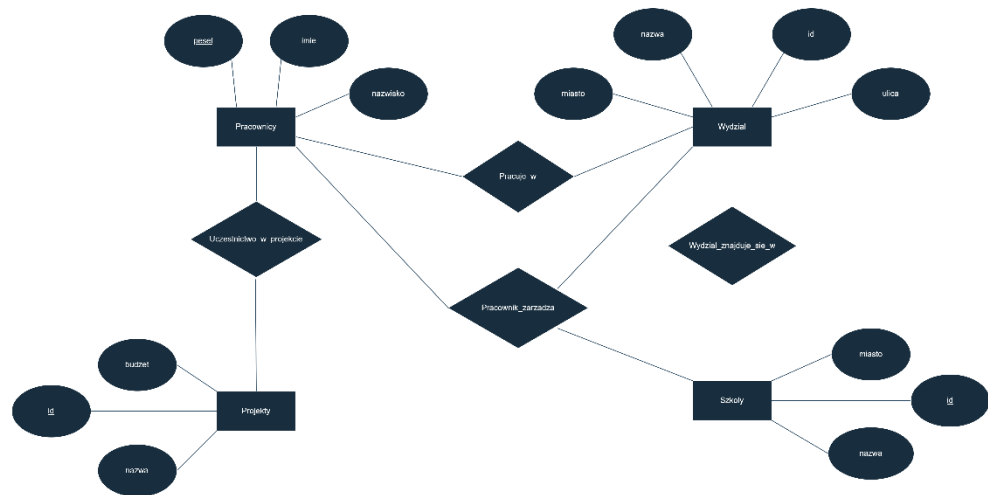 pesel
imie
nazwa
id
nazwisko
miasto
ulica
Pracownicy
Wydzial
Pracuje_w
Uczestnictwo_w_projekcie
Wydzial_znajduje_sie_w
Pracownik_zarzadza
budzet
miasto
id
Projekty
Szkoly
id
nazwa
nazwa